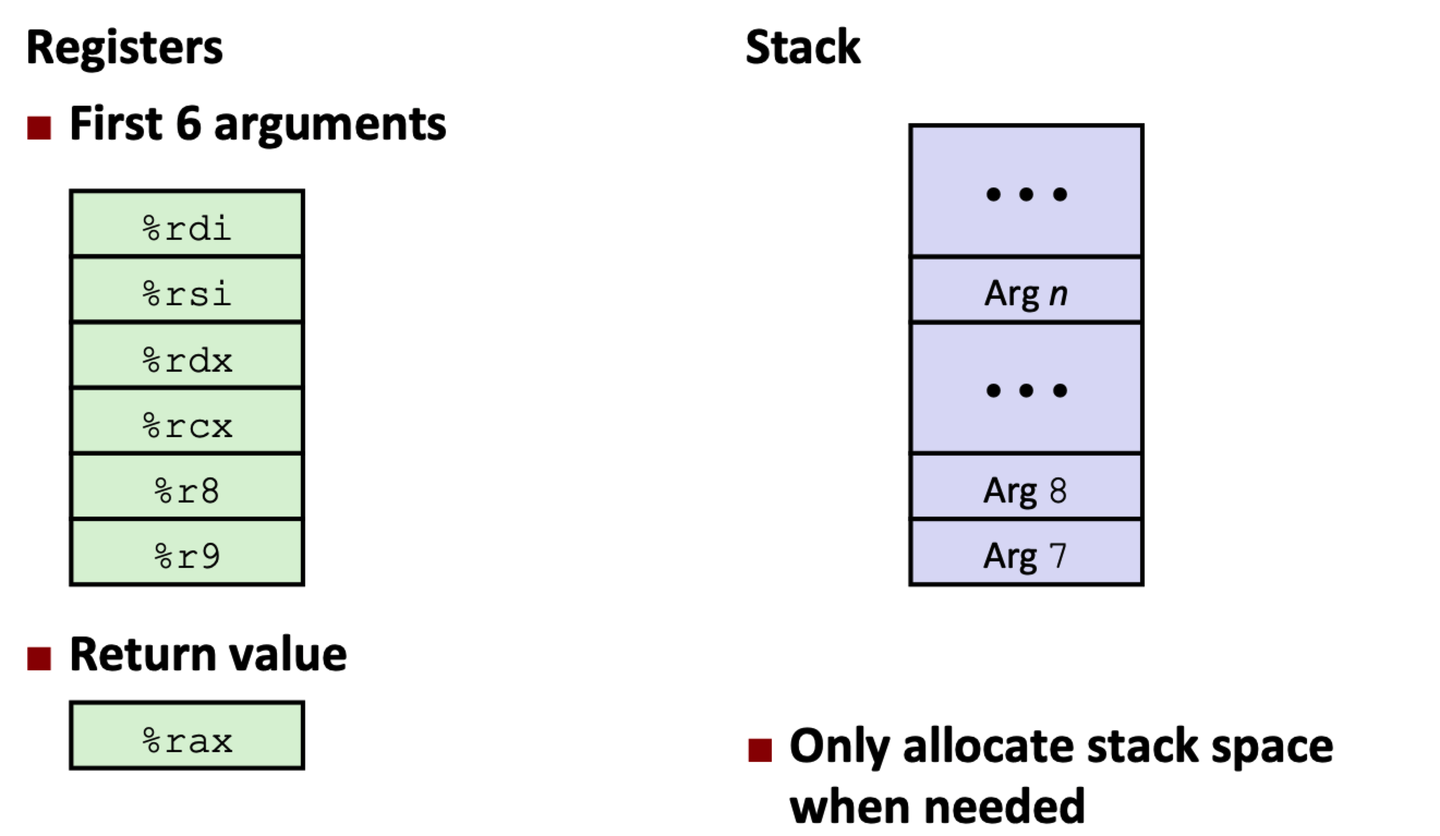 Registers
■ First 6 arguments
%rdi
%rsi
%rdx
%rcx
%r8
%r9
■ Return value
%rax
Stack
• • •
Arg n
• • •
Arg 8
Arg 7
■ Only allocate stack space
when needed